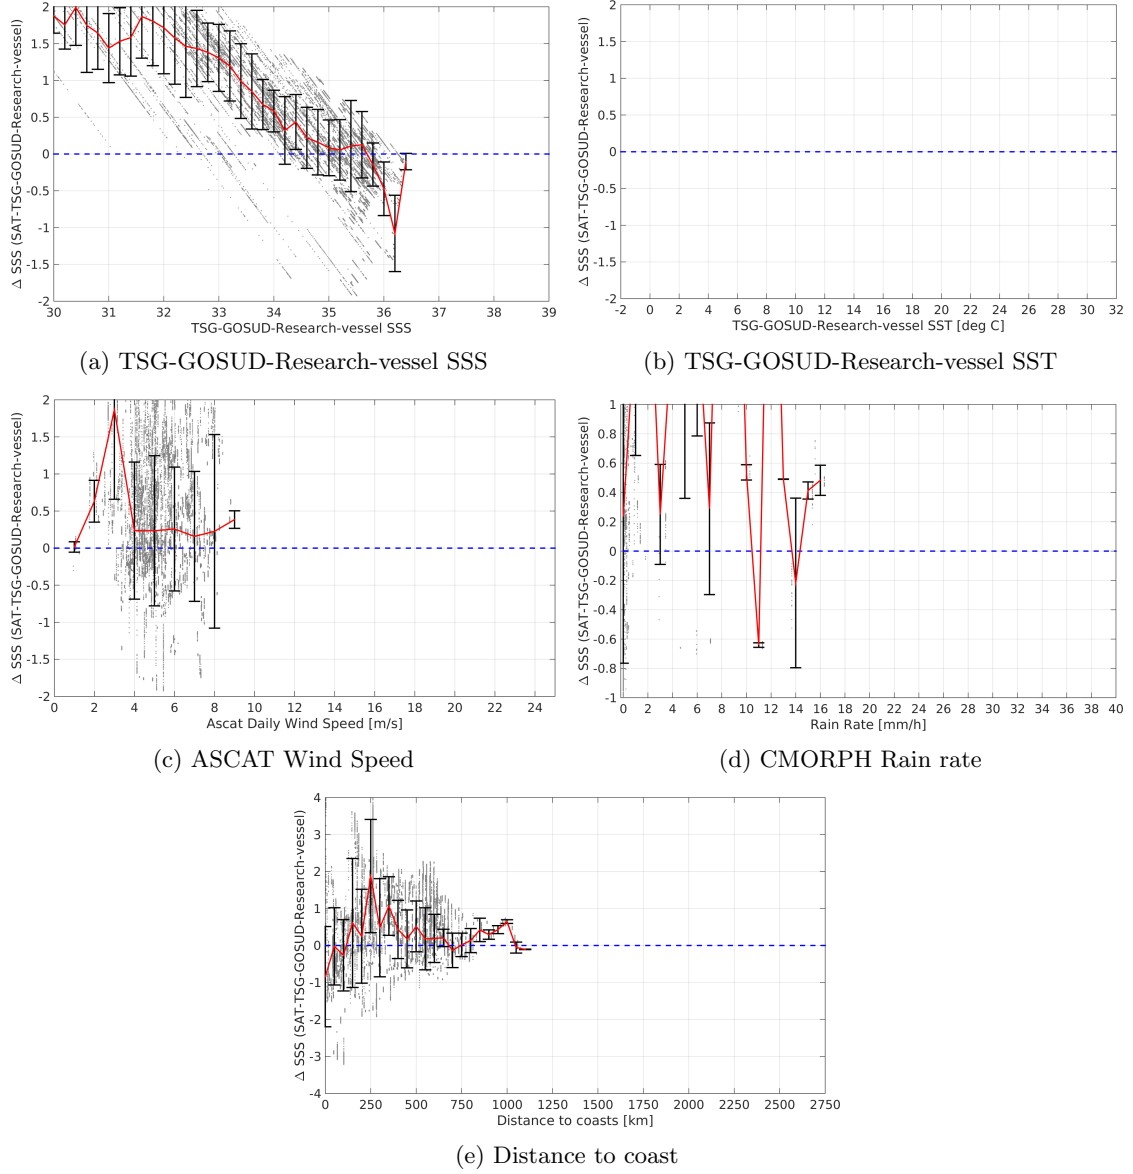 2
1.5
1
0.5
0
-0.5
-1
-1.5
-2
Δ SSS (SAT-TSG-GOSUD-Research-vessel)
30 31 32 33 34 35 36 37 38 39
TSG-GOSUD-Research-vessel SSS
(a) TSG-GOSUD-Research-vessel SSS
2
1.5
1
0.5
0
-0.5
-1
-1.5
-2
Δ SSS (SAT-TSG-GOSUD-Research-vessel)
-2 0 2 4 6 8 10 12 14 16 18 20 22 24 26 28 30 32
TSG-GOSUD-Research-vessel SST [deg C]
(b) TSG-GOSUD-Research-vessel SST
2
1.5
1
0.5
0
-0.5
-1
-1.5
-2
Δ SSS (SAT-TSG-GOSUD-Research-vessel)
0 2 4 6 8 10 12 14 16 18 20 22 24
Ascat Daily Wind Speed [m/s]
(c) ASCAT Wind Speed
1
0.8
0.6
0.4
0.2
0
-0.2
-0.4
-0.6
-0.8
-1
Δ SSS (SAT-TSG-GOSUD-Research-vessel)
0 2 4 6 8 10 12 14 16 18 20 22 24 26 28 30 32 34 36 38 40
Rain Rate [mm/h]
(d) CMORPH Rain rate
4
3
2
1
0
-1
-2
-3
-4
Δ SSS (SAT-TSG-GOSUD-Research-vessel)
0 250 500 750 1000 1250 1500 1750 2000 2250 2500 2750
Distance to coasts [km]
(e) Distance to coast